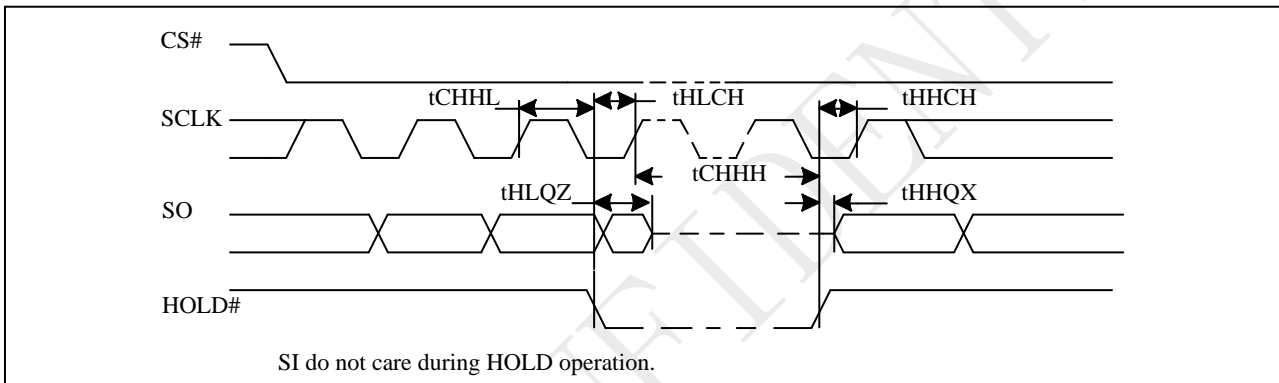 CS#
tCHHL tHLCH tHHCH
SCLK
tCHHH
tHLQZ tHHQX
SO
HOLD#
SI do not care during HOLD operation.